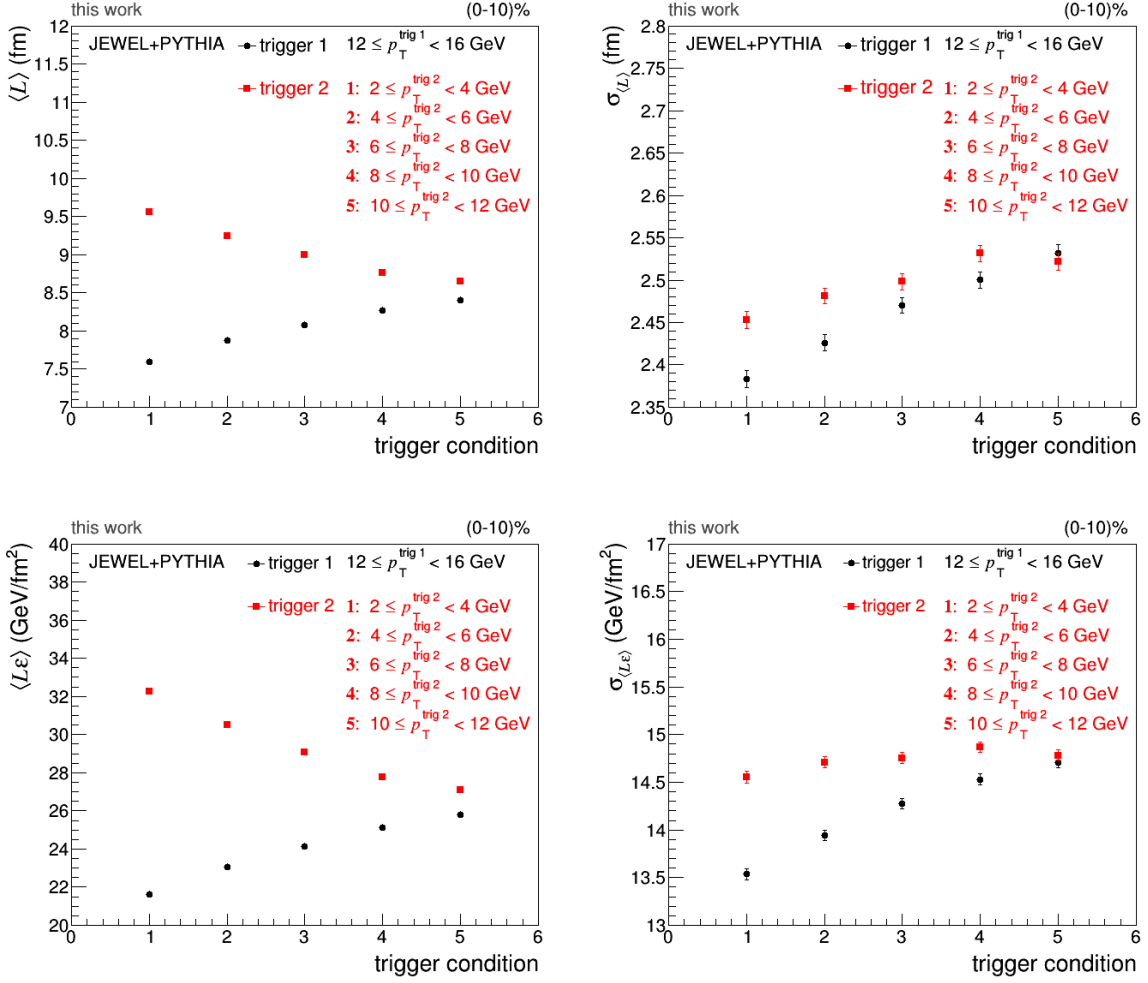 this work (0-10)%
⟨L⟩ (fm)
JEWEL+PYTHIA trigger 1 12 ≤ p_T^{trig 1} < 16 GeV
trigger 2 1: 2 ≤ p_T^{trig 2} < 4 GeV
2: 4 ≤ p_T^{trig 2} < 6 GeV
3: 6 ≤ p_T^{trig 2} < 8 GeV
4: 8 ≤ p_T^{trig 2} < 10 GeV
5: 10 ≤ p_T^{trig 2} < 12 GeV
12
11.5
11
10.5
10
9.5
9
8.5
8
7.5
7
0 1 2 3 4 5 6
trigger condition
this work (0-10)%
σ_{⟨L⟩} (fm)
JEWEL+PYTHIA trigger 1 12 ≤ p_T^{trig 1} < 16 GeV
trigger 2 1: 2 ≤ p_T^{trig 2} < 4 GeV
2: 4 ≤ p_T^{trig 2} < 6 GeV
3: 6 ≤ p_T^{trig 2} < 8 GeV
4: 8 ≤ p_T^{trig 2} < 10 GeV
5: 10 ≤ p_T^{trig 2} < 12 GeV
2.8
2.75
2.7
2.65
2.6
2.55
2.5
2.45
2.4
2.35
0 1 2 3 4 5 6
trigger condition
this work (0-10)%
⟨Lε⟩ (GeV/fm²)
JEWEL+PYTHIA trigger 1 12 ≤ p_T^{trig 1} < 16 GeV
trigger 2 1: 2 ≤ p_T^{trig 2} < 4 GeV
2: 4 ≤ p_T^{trig 2} < 6 GeV
3: 6 ≤ p_T^{trig 2} < 8 GeV
4: 8 ≤ p_T^{trig 2} < 10 GeV
5: 10 ≤ p_T^{trig 2} < 12 GeV
40
38
36
34
32
30
28
26
24
22
20
0 1 2 3 4 5 6
trigger condition
this work (0-10)%
σ_{⟨Lε⟩} (GeV/fm²)
JEWEL+PYTHIA trigger 1 12 ≤ p_T^{trig 1} < 16 GeV
trigger 2 1: 2 ≤ p_T^{trig 2} < 4 GeV
2: 4 ≤ p_T^{trig 2} < 6 GeV
3: 6 ≤ p_T^{trig 2} < 8 GeV
4: 8 ≤ p_T^{trig 2} < 10 GeV
5: 10 ≤ p_T^{trig 2} < 12 GeV
17
16.5
16
15.5
15
14.5
14
13.5
13
0 1 2 3 4 5 6
trigger condition